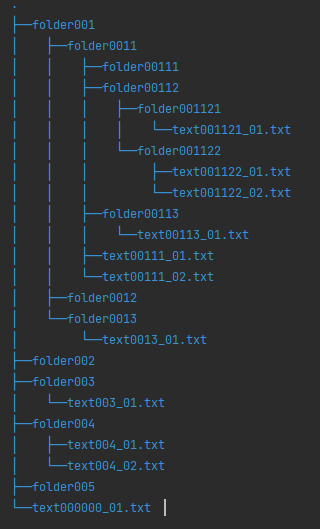 .
├──folder001
│   ├──folder0011
│   │   ├──folder00111
│   │   ├──folder00112
│   │   │   ├──folder001121
│   │   │   │   └──text001121_01.txt
│   │   │   └──folder001122
│   │   │       ├──text001122_01.txt
│   │   │       └──text001122_02.txt
│   │   ├──folder00113
│   │   │   └──text00113_01.txt
│   │   ├──text00111_01.txt
│   │   └──text00111_02.txt
│   ├──folder0012
│   └──folder0013
│       └──text0013_01.txt
├──folder002
├──folder003
│   └──text003_01.txt
├──folder004
│   ├──text004_01.txt
│   └──text004_02.txt
├──folder005
└──text000000_01.txt